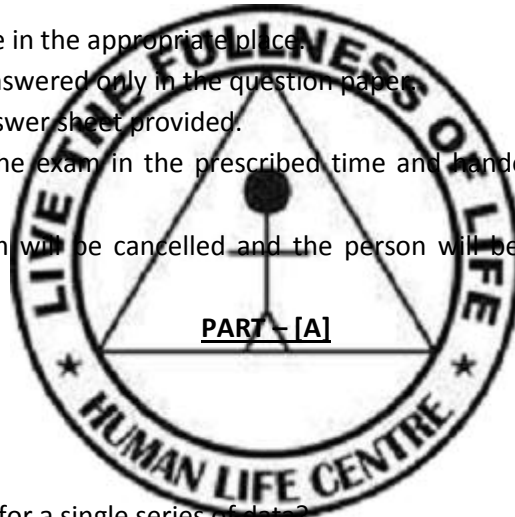 e in the appropriate place.
nswered only in the question paper.
swer sheet provided.
he exam in the prescribed time and
n will be cancelled and the person will be
PART – [A]
for a single series of data?
LIVE THE FULLNESS OF LIFE
★ HUMAN LIFE CENTRE ★